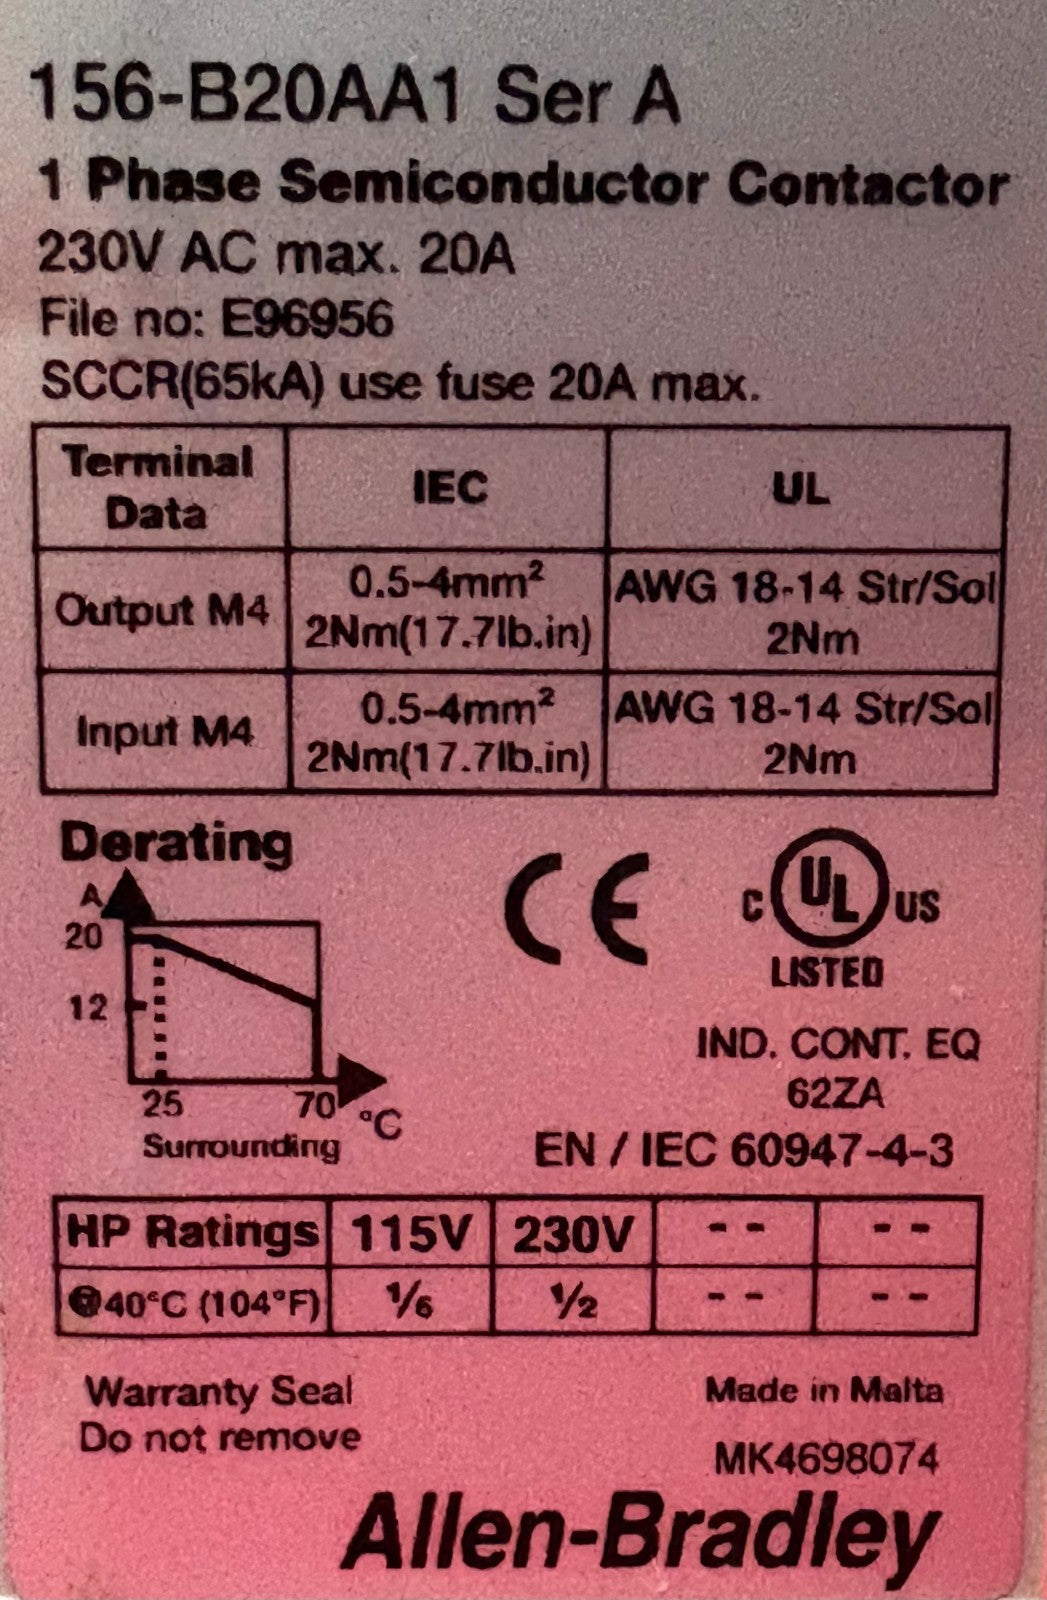 156-B20AA1 Ser A
1 Phase Semiconductor Contactor
230V AC max. 20A
File no: E96956
SCCR(65kA) use fuse 20A max.
Terminal Data IEC UL
Output M4 0.5-4mm² 2Nm(17.7lb.in) AWG 18-14 Str/Sol 2Nm
Input M4 0.5-4mm² 2Nm(17.7lb.in) AWG 18-14 Str/Sol 2Nm
Derating
A
20
12
25 70 °C
Surrounding
CE
C UL US
LISTED
IND. CONT. EQ
62ZA
EN / IEC 60947-4-3
HP Ratings 115V 230V - - - -
40°C (104°F) 1/6 1/2 - - - -
Warranty Seal
Do not remove
Made in Malta
MK4698074
Allen-Bradley